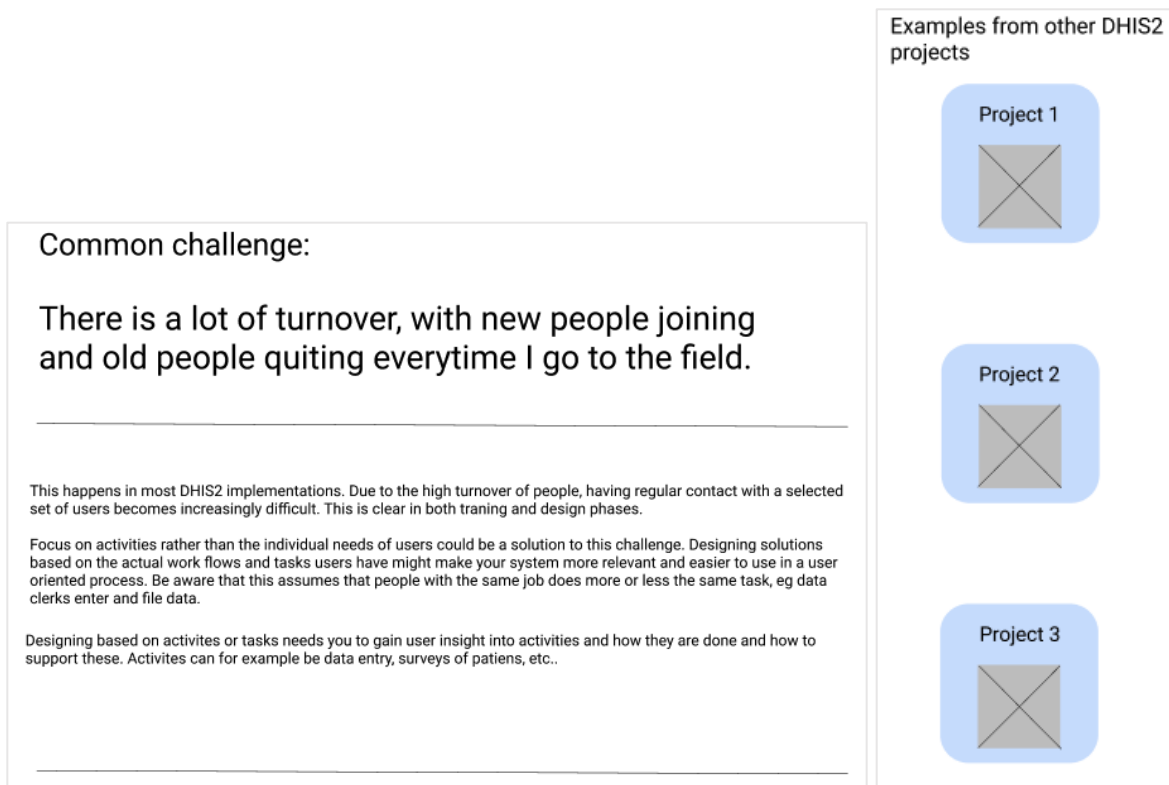 Common challenge:
There is a lot of turnover, with new people joining
and old people quiting everytime I go to the field.
This happens in most DHIS2 implementations. Due to the high turnover of people, having regular contact with a selected
set of users becomes increasingly difficult. This is clear in both traning and design phases.
Focus on activities rather than the individual needs of users could be a solution to this challenge. Designing solutions
based on the actual work flows and tasks users have might make your system more relevant and easier to use in a user
oriented process. Be aware that this assumes that people with the same job does more or less the same task, eg data
clerks enter and file data.
Designing based on activites or tasks needs you to gain user insight into activities and how they are done and how to
support these. Activites can for example be data entry, surveys of patiens, etc..
Examples from other DHIS2
projects
Project 1
Project 2
Project 3